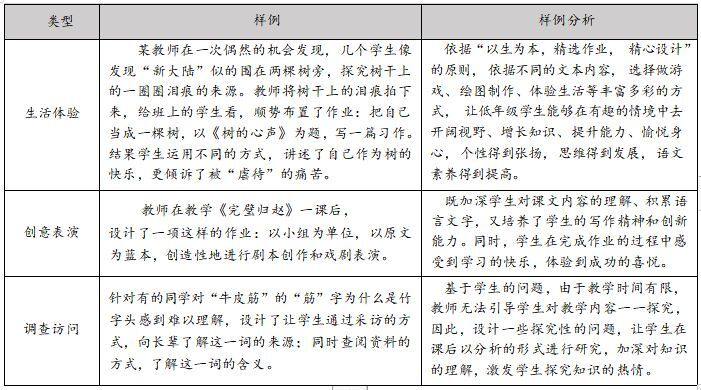 类型 样例 样例分析
生活体验
某教师在一次偶然的机会发现，几个学生像
发现“新大陆”似的围在两棵树旁，探究树干上
的一圈圈泪痕的来源。教师将树干上的泪痕拍下
来，给班上的学生看，顺势布置了作业：把自己
当成一棵树，以《树的心声》为题，写一篇习作。
结果学生运用不同的方式，讲述了自己作为树的
快乐，更倾诉了被“虐待”的痛苦。
依据“以生为本，精选作业， 精心设计”
的原则， 依据不同的文本内容， 选择做游
戏、绘图制作、体验生活等丰富多彩的方
式， 让低年级学生能够在有趣的情境中去
开阔视野、增长知识、提升能力、愉悦身
心， 个性得到张扬， 思维得到发展， 语文
素养得到提高。
创意表演
教师在教学《完璧归赵》一课后，
设计了一项这样的作业：以小组为单位，以原文
为蓝本，创造性地进行剧本创作和戏剧表演。
既加深学生对课文内容的理解、积累语
言文字，又培养了学生的写作精神和创新
能力。同时，学生在完成作业的过程中感
受到学习的快乐，体验到成功的喜悦。
调查访问
针对有的同学对“牛皮筋”的“筋”字为什么是竹
字头感到难以理解，设计了让学生通过采访的方
式，向长辈了解这一词的来源；同时查阅资料的
方式，了解这一词的含义。
基于学生的问题，由于教学时间有限，
教师无法引导学生对教学内容一一探究，
因此，设计一些探究性的问题，让学生在
课后以分析的形式进行研究，加深对知识
的理解，激发学生探究知识的热情。